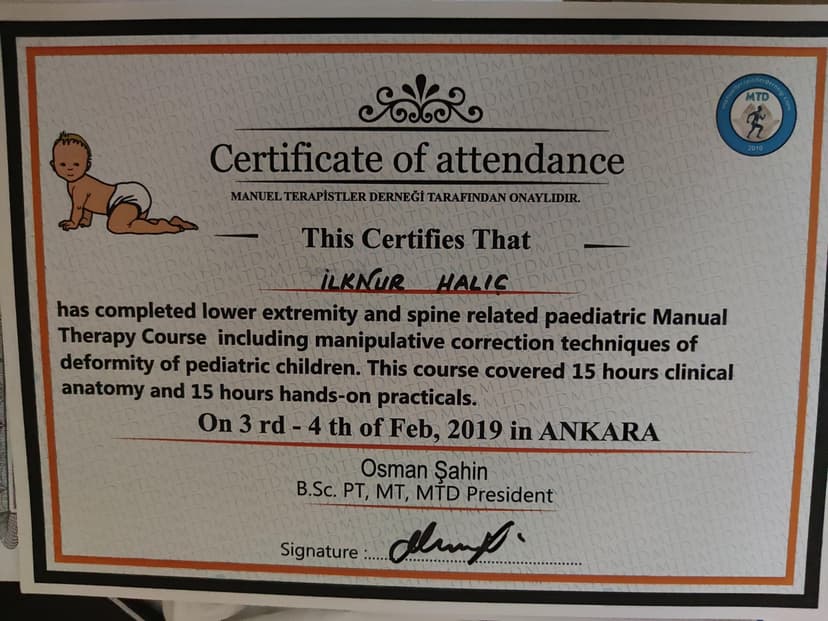 MTD
2019
Certificate of attendance
MANUEL TERAPİSTLER DERNEĞİ TARAFINDAN ONAYLIDIR.
This Certifies That
İLKNUR HALIÇ
has completed lower extremity and spine related paediatric Manual
Therapy Course including manipulative correction techniques of
deformity of pediatric children. This course covered 15 hours clinical
anatomy and 15 hours hands-on practicals.
On 3 rd - 4 th of Feb, 2019 in ANKARA
Osman Şahin
B.Sc. PT, MT, MTD President
Signature :